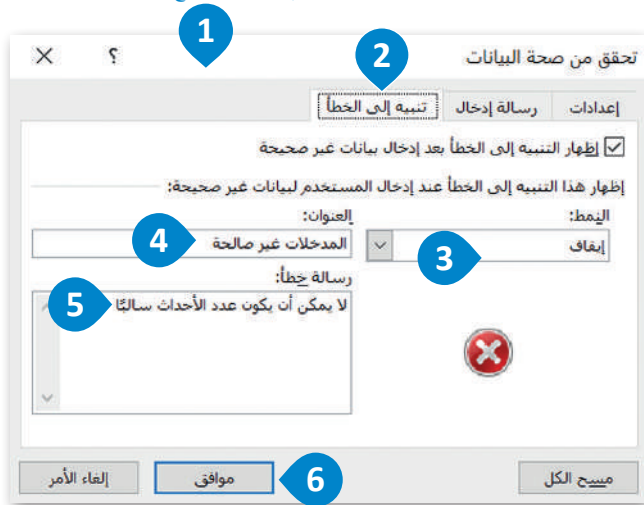 1
تحقق من صحة البيانات ؟ ×
2
إعدادات رسالة إدخال تنبيه إلى الخطأ
إظهار التنبيه إلى الخطأ بعد إدخال بيانات غير صحيحة
إظهار هذا التنبيه إلى الخطأ عند إدخال المستخدم لبيانات غير صحيحة:
النمط: العنوان:
إيقاف 3 المدخلات غير صالحة 4
رسالة خطأ:
لا يمكن أن يكون عدد الأحداث سالبًا 5
مسح الكل موافق 6 إلغاء الأمر